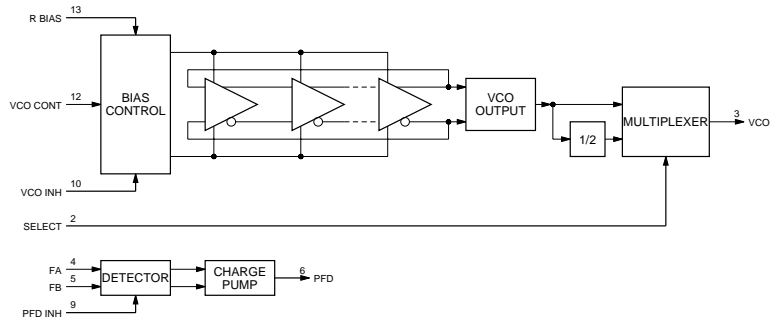 13
R BIAS
12
VCO CONT
BIAS
CONTROL
10
VCO INH
2
SELECT
VCO
OUTPUT
1/2
MULTIPLEXER
3
VCO
4
FA
5
FB
DETECTOR
CHARGE
PUMP
6
PFD
9
PFD INH